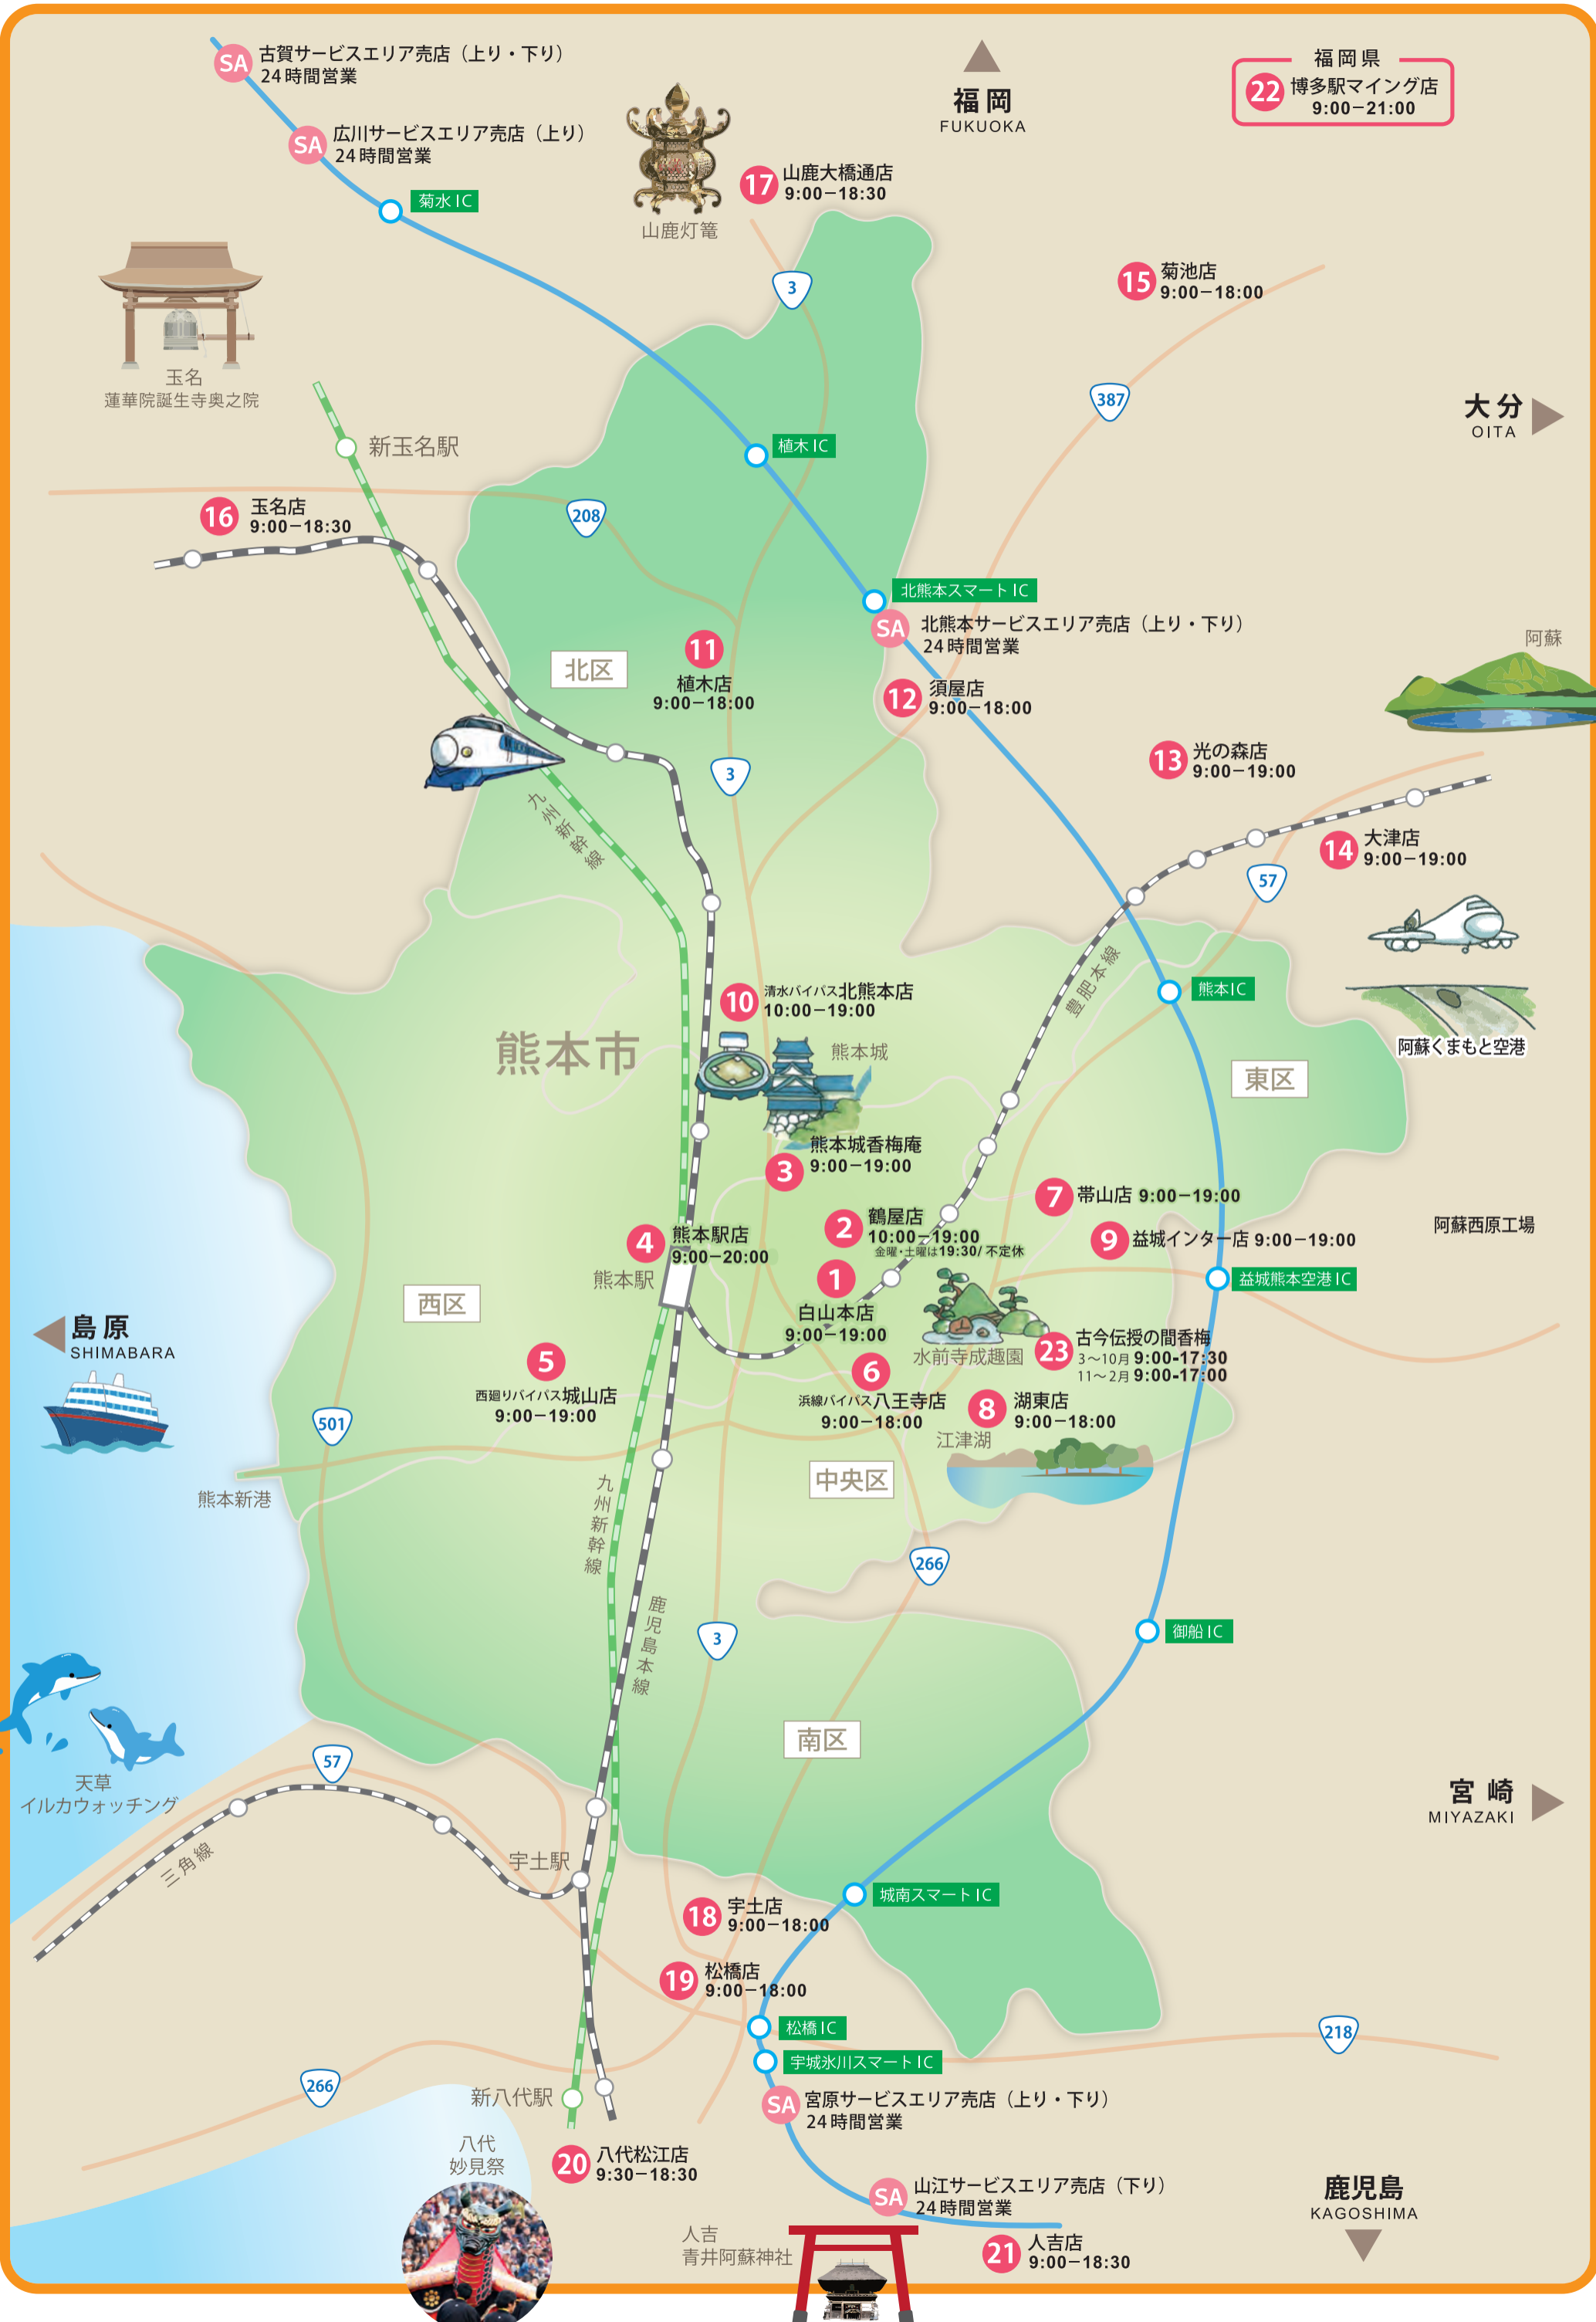 SA 古賀サービスエリア売店（上り・下り）
24時間営業
SA 広川サービスエリア売店（上り）
24時間営業
菊水 IC
福岡
FUKUOKA
福岡県
22 博多駅マイング店
9:00−21:00
山鹿灯篭
17 山鹿大橋通店
9:00−18:30
3
15 菊池店
9:00−18:00
387
大分
OITA
玉名
蓮華院誕生寺奥之院
新玉名駅
植木 IC
16 玉名店
9:00−18:30
208
北熊本スマート IC
SA 北熊本サービスエリア売店（上り・下り）
24時間営業
阿蘇
北区
11
植木店
9:00−18:00
12 須屋店
9:00−18:00
3
13 光の森店
9:00−19:00
14 大津店
9:00−19:00
57
九州新幹線
豊肥本線
熊本IC
10 清水バイパス北熊本店
10:00−19:00
熊本市
熊本城
阿蘇くまもと空港
東区
熊本城香梅庵
3 9:00−19:00
7 帯山店 9:00−19:00
2 鶴屋店
10:00−19:00
金曜・土曜は19:30/ 不定休
9 益城インター店 9:00−19:00
阿蘇西原工場
4 熊本駅店
9:00−20:00
熊本駅
1
白山本店
9:00−19:00
益城熊本空港 IC
西区
島原
SHIMABARA
水前寺成趣園
23 古今伝授の間香梅
3〜10月 9:00-17:30
11〜2月 9:00-17:00
5
西廻りバイパス城山店
9:00−19:00
6
浜線バイパス八王寺店
9:00−18:00
8 湖東店
9:00−18:00
江津湖
501
熊本新港
中央区
九州新幹線
266
鹿児島本線
3
御船 IC
南区
天草
イルカウォッチング
57
三角線
宇土駅
宮崎
MIYAZAKI
城南スマート IC
18 宇土店
9:00−18:00
19 松橋店
9:00−18:00
松橋 IC
218
宇城氷川スマート IC
266
新八代駅
SA 宮原サービスエリア売店（上り・下り）
24時間営業
八代
妙見祭
20 八代松江店
9:30−18:30
SA 山江サービスエリア売店（下り）
24時間営業
鹿児島
KAGOSHIMA
人吉
青井阿蘇神社
21 人吉店
9:00−18:30